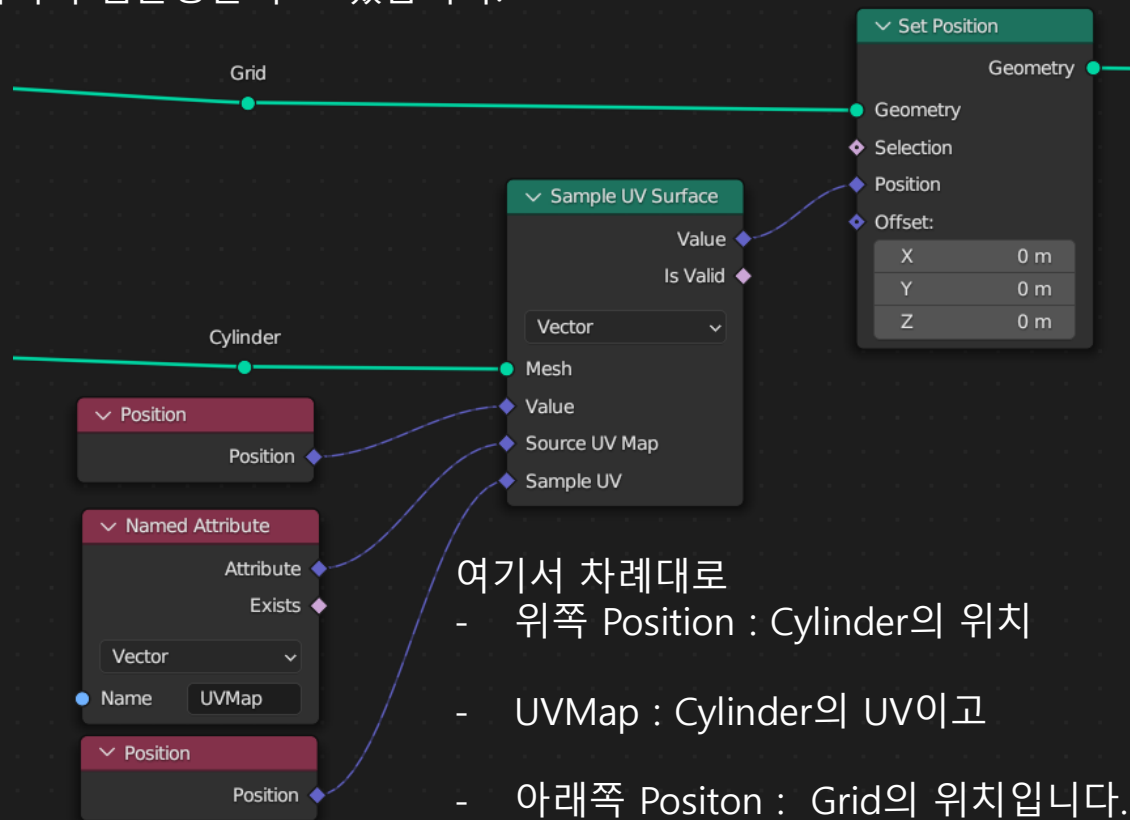 Set Position
Grid
Geometry
Geometry
Selection
Sample UV Surface
Position
Value
Offset:
Is Valid
X 0 m
Y 0 m
Vector
Z 0 m
Cylinder
Mesh
Position
Value
Position
Source UV Map
Sample UV
Named Attribute
Attribute
Exists
Vector
Name UVMap
Position
Position
여기서 차례대로
- 위쪽 Position : Cylinder의 위치
- UVMap : Cylinder의 UV이고
- 아래쪽 Positon : Grid의 위치입니다.